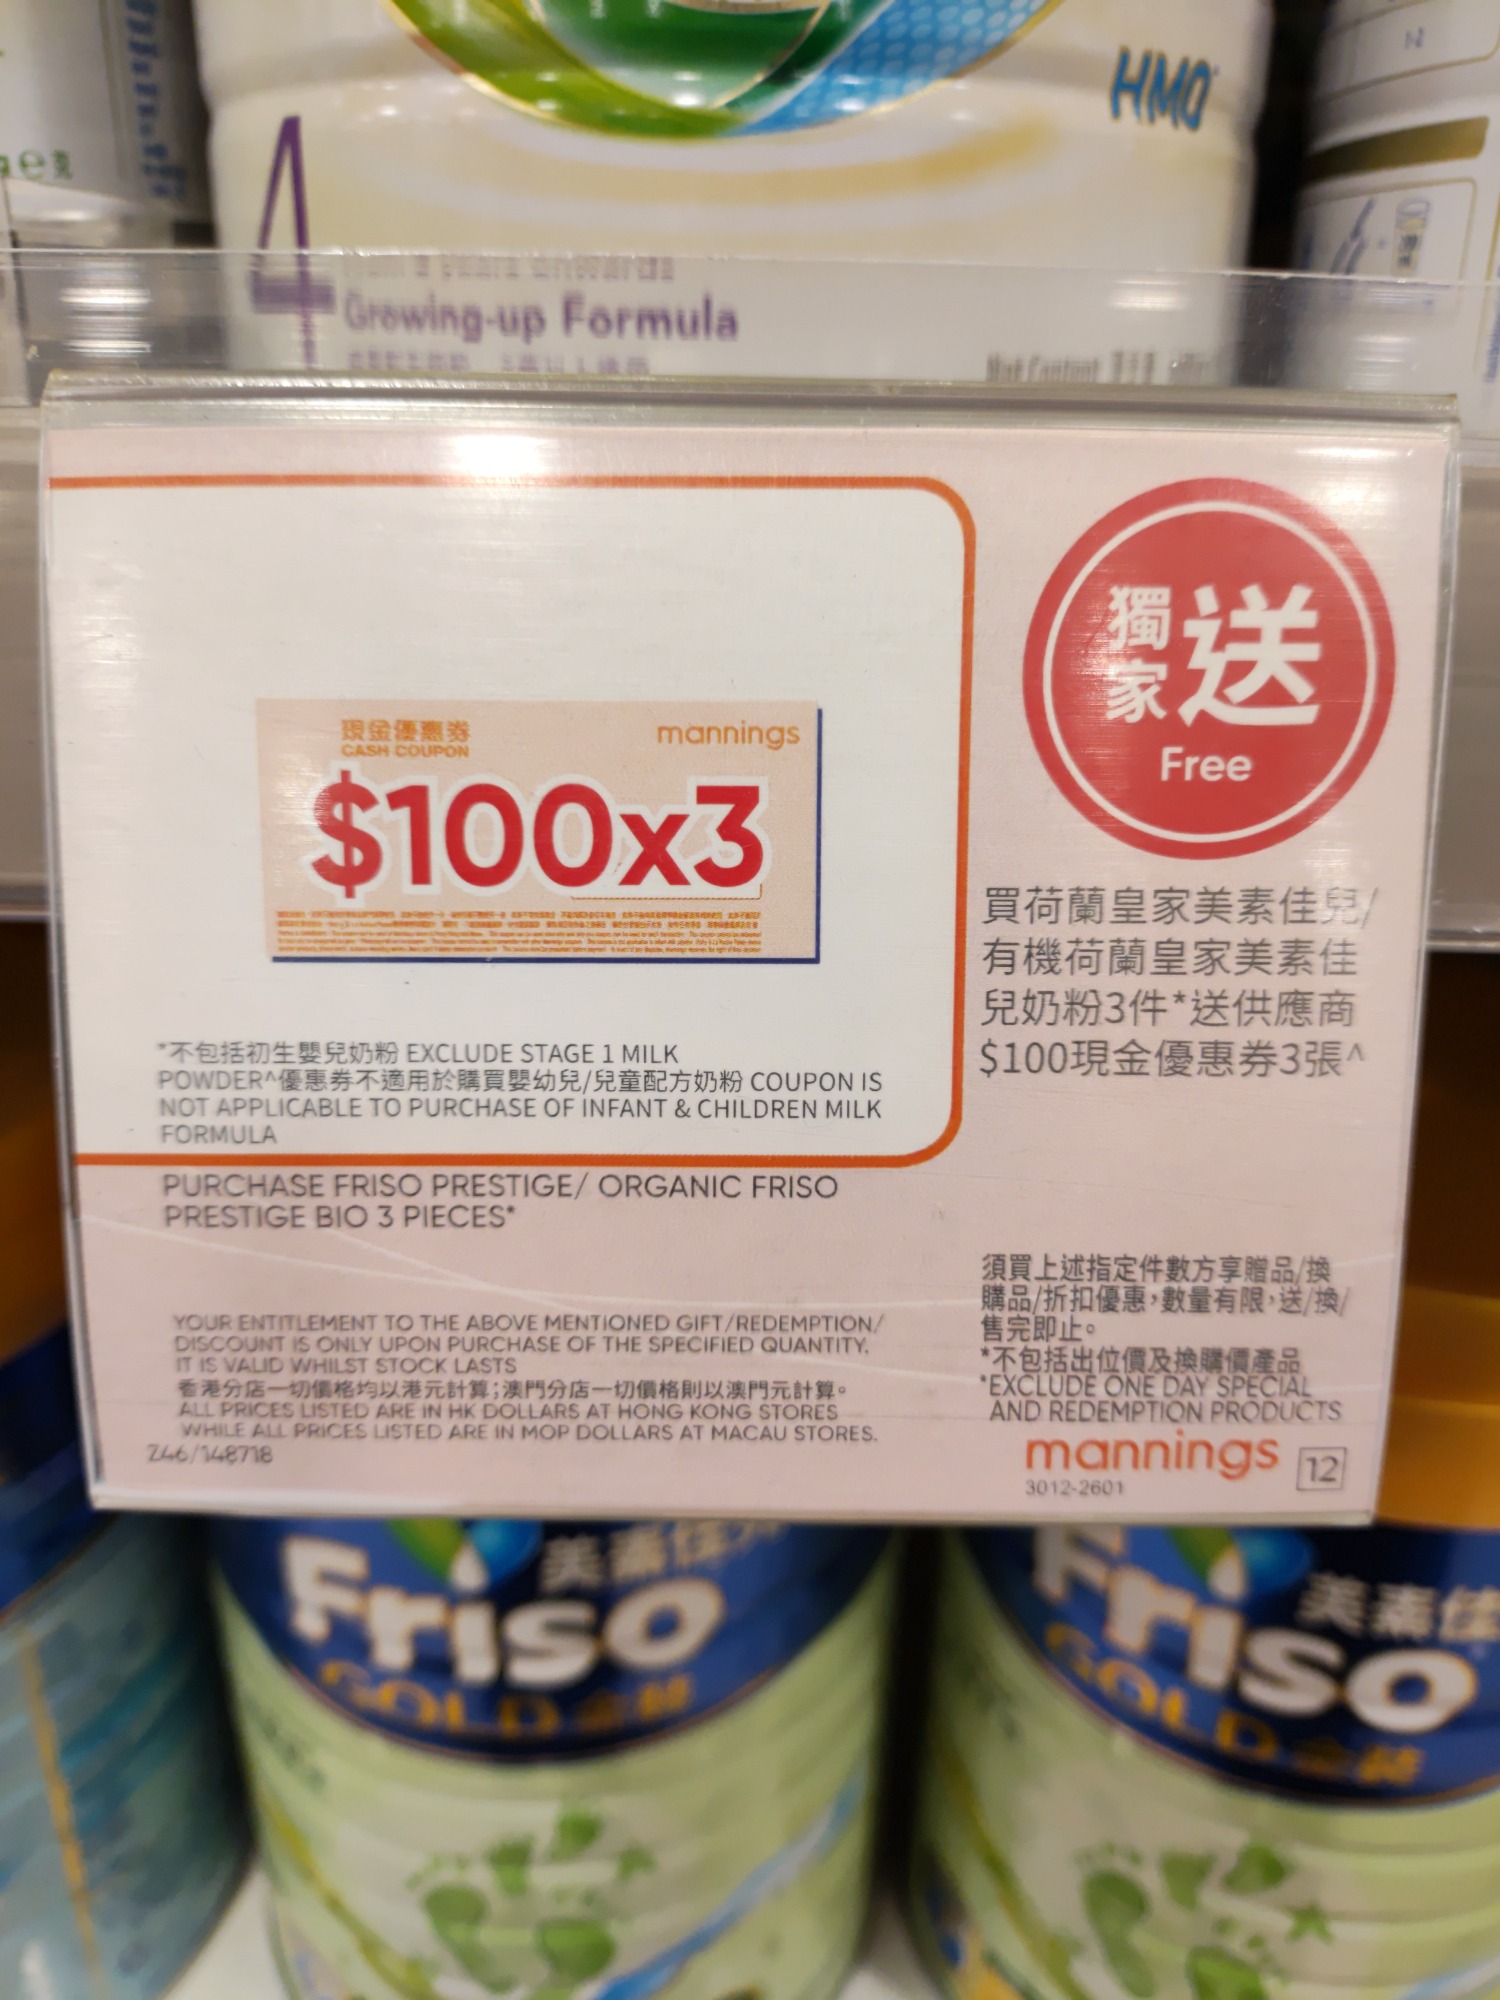 HMO
1-2
4
Growing-up Formula
現金優惠券
CASH COUPON
mannings
$100x3
獨家
送
Free
買荷蘭皇家美素佳兒/
有機荷蘭皇家美素佳
兒奶粉3件*送供應商
$100現金優惠券3張^
*不包括初生嬰兒奶粉 EXCLUDE STAGE 1 MILK
POWDER^優惠券不適用於購買嬰幼兒/兒童配方奶粉 COUPON IS
NOT APPLICABLE TO PURCHASE OF INFANT & CHILDREN MILK
FORMULA
PURCHASE FRISO PRESTIGE/ ORGANIC FRISO
PRESTIGE BIO 3 PIECES*
須買上述指定件數方享贈品/換
購品/折扣優惠，數量有限，送/換/
售完即止。
*不包括出位價及換購價產品
*EXCLUDE ONE DAY SPECIAL
AND REDEMPTION PRODUCTS
YOUR ENTITLEMENT TO THE ABOVE MENTIONED GIFT/REDEMPTION/
DISCOUNT IS ONLY UPON PURCHASE OF THE SPECIFIED QUANTITY.
IT IS VALID WHILST STOCK LASTS
香港分店一切價格均以港元計算；澳門分店一切價格則以澳門元計算。
ALL PRICES LISTED ARE IN HK DOLLARS AT HONG KONG STORES
WHILE ALL PRICES LISTED ARE IN MOP DOLLARS AT MACAU STORES.
Z46/148718
mannings
12
3012-2601
Friso
美素佳
GOLD 金裝
Friso
美素佳
GOLD 金裝